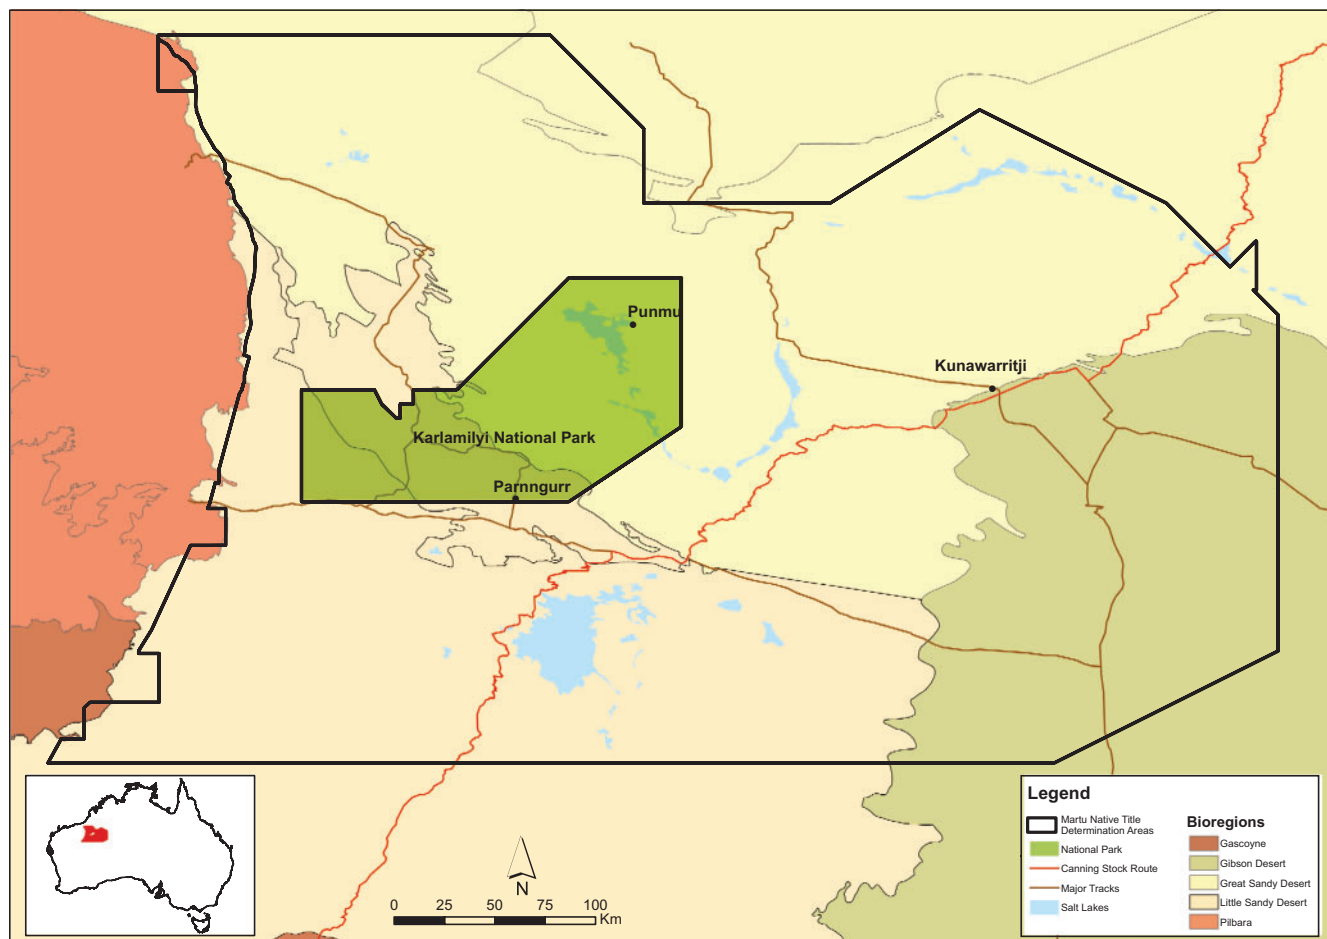 Punmu
Kunawarritji
Karlamilyi National Park
Parnngurr
N
0 25 50 75 100
Km
Legend
Martu Native Title
Determination Areas
National Park
Canning Stock Route
Major Tracks
Salt Lakes
Bioregions
Gascoyne
Gibson Desert
Great Sandy Desert
Little Sandy Desert
Pilbara